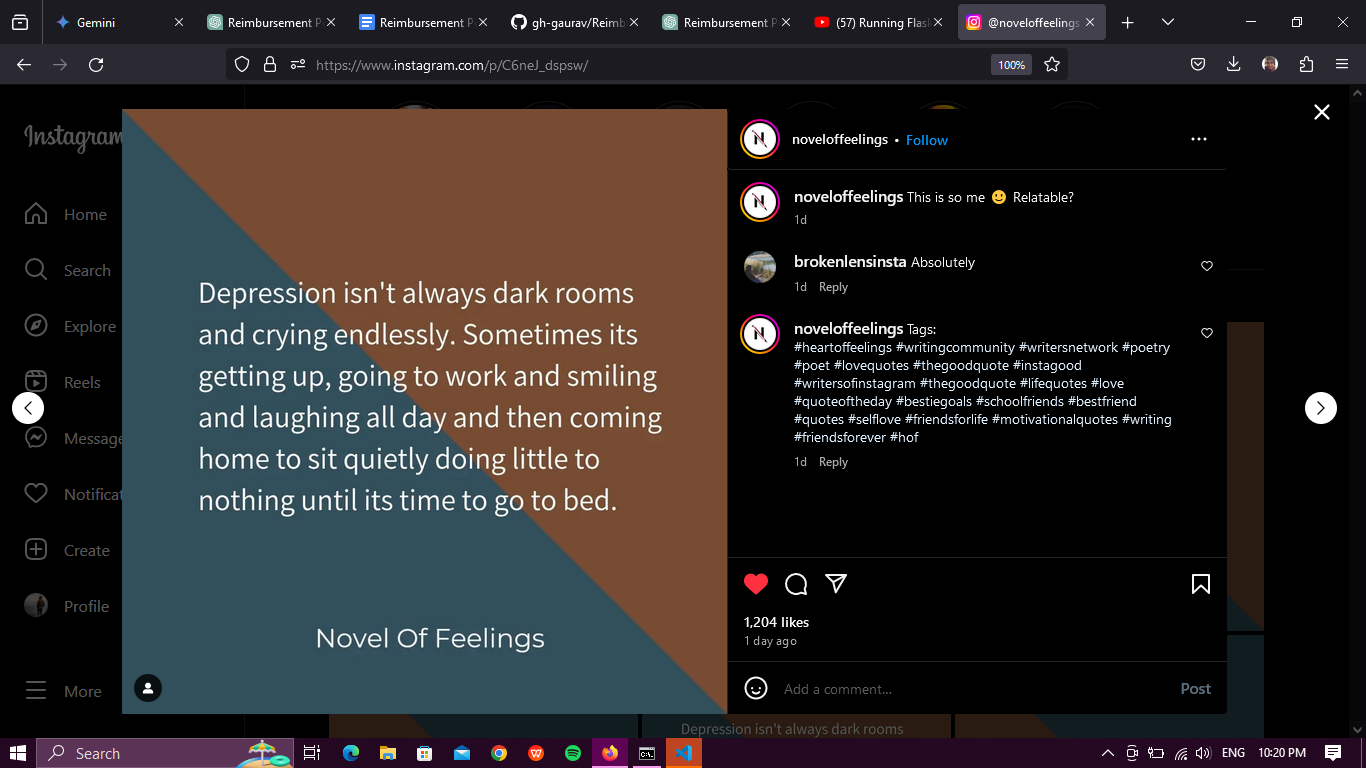 Gemini
Reimbursement P
Reimbursement P
gh-gaurav/Reimb
Reimbursement P
(57) Running Flas
@noveloffeelings
https://www.instagram.com/p/C6neJ_dspsw/
100%
Instagram
Home
Search
Explore
Reels
Message
Notificat
Create
Profile
More
Depression isn't always dark rooms
and crying endlessly. Sometimes its
getting up, going to work and smiling
and laughing all day and then coming
home to sit quietly doing little to
nothing until its time to go to bed.
Novel Of Feelings
N
noveloffeelings • Follow
N
noveloffeelings This is so me 🙂 Relatable?
1d
brokenlensinsta Absolutely
1d Reply
N
noveloffeelings Tags:
#heartoffeelings #writingcommunity #writersnetwork #poetry
#poet #lovequotes #thegoodquote #instagood
#writersofinstagram #thegoodquote #lifequotes #love
#quoteoftheday #bestiegoals #schoolfriends #bestfriend
#quotes #selflove #friendsforlife #motivationalquotes #writing
#friendsforever #hof
1d Reply
1,204 likes
1 day ago
Add a comment...
Post
Depression isn't always dark rooms
Search
ENG
10:20 PM